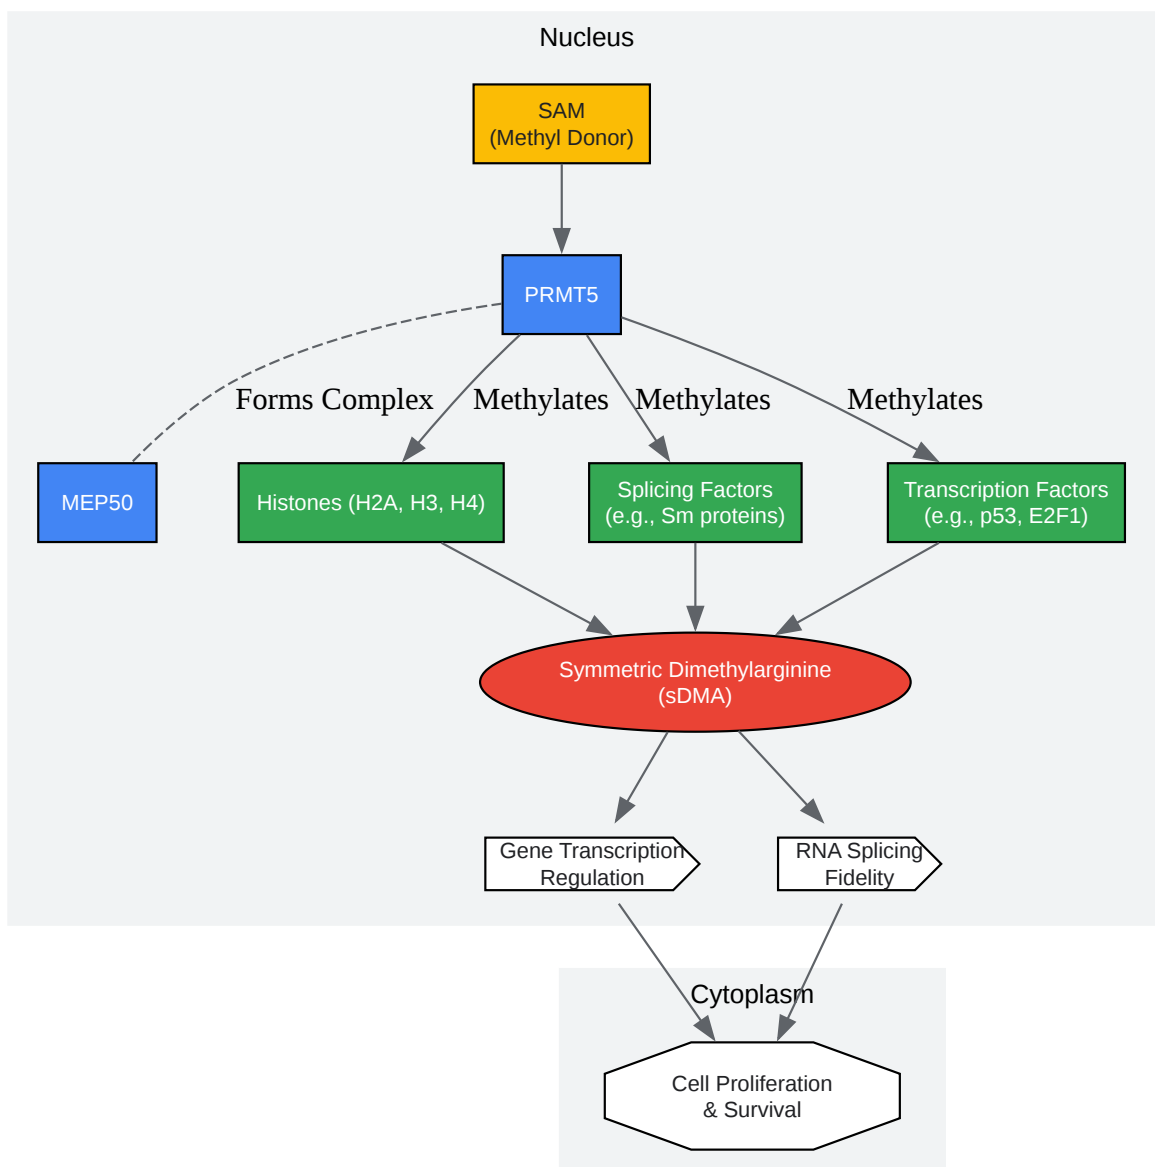 Nucleus
SAM
(Methyl Donor)
PRMT5
Forms Complex
Methylates
Methylates
Methylates
MEP50
Histones (H2A, H3, H4)
Splicing Factors
(e.g., Sm proteins)
Transcription Factors
(e.g., p53, E2F1)
Symmetric Dimethylarginine
(sDMA)
Gene Transcription
Regulation
RNA Splicing
Fidelity
Cytoplasm
Cell Proliferation
& Survival